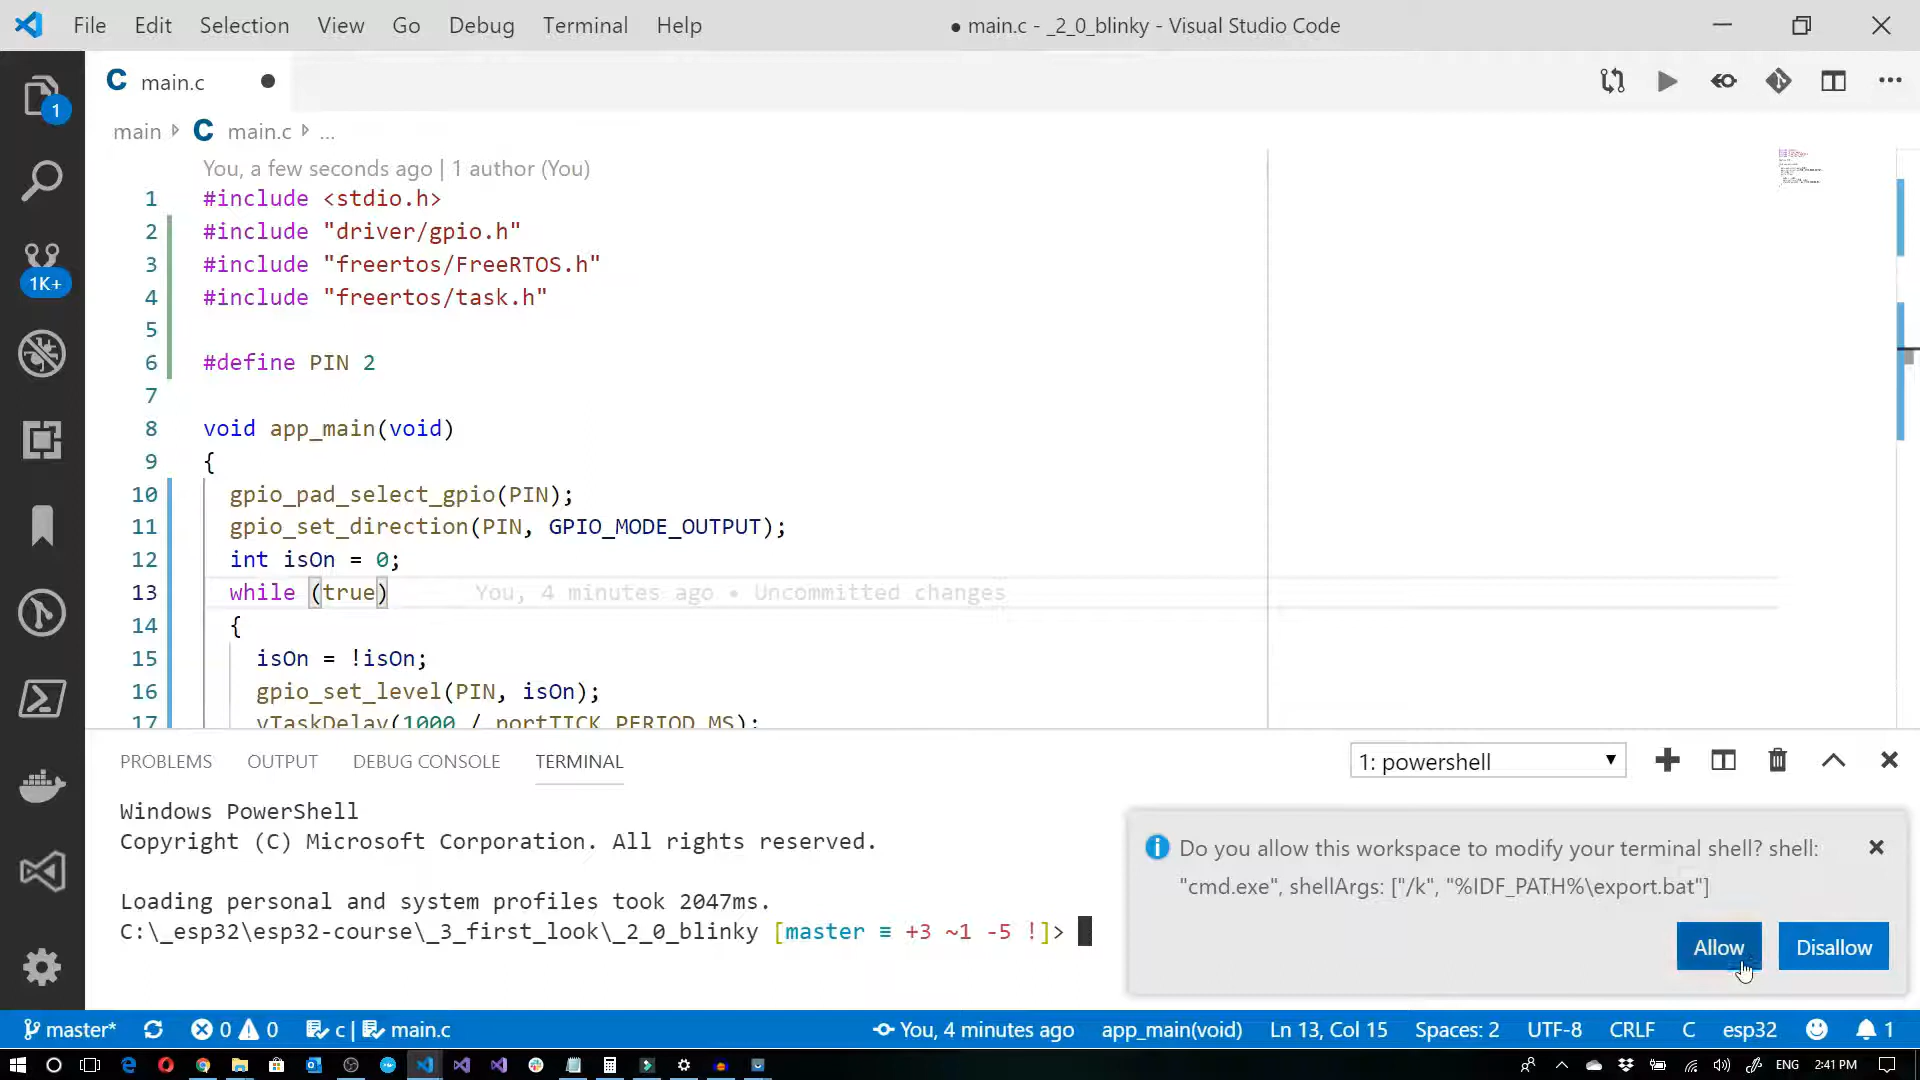 File Edit Selection View Go Debug Terminal Help
● main.c - _2_0_blinky - Visual Studio Code
C main.c ●
main C main.c ...
You, a few seconds ago | 1 author (You)
1 #include <stdio.h>
2 #include "driver/gpio.h"
3 #include "freertos/FreeRTOS.h"
4 #include "freertos/task.h"
5
6 #define PIN 2
7
8 void app_main(void)
9 {
10 gpio_pad_select_gpio(PIN);
11 gpio_set_direction(PIN, GPIO_MODE_OUTPUT);
12 int isOn = 0;
13 while (true) You, 4 minutes ago • Uncommitted changes
14 {
15 isOn = !isOn;
16 gpio_set_level(PIN, isOn);
17 vTaskDelay(1000 / portTICK_PERIOD_MS);
1
1K+
PROBLEMS OUTPUT DEBUG CONSOLE TERMINAL
1: powershell
Windows PowerShell
Copyright (C) Microsoft Corporation. All rights reserved.
Loading personal and system profiles took 2047ms.
C:\_esp32\esp32-course\_3_first_look\_2_0_blinky [master ≡ +3 ~1 -5 !]>
Do you allow this workspace to modify your terminal shell? shell:
"cmd.exe", shellArgs: ["/k", "%IDF_PATH%\export.bat"]
Allow Disallow
master* 0 0 c | main.c You, 4 minutes ago app_main(void) Ln 13, Col 15 Spaces: 2 UTF-8 CRLF C esp32 1
ENG 2:41 PM